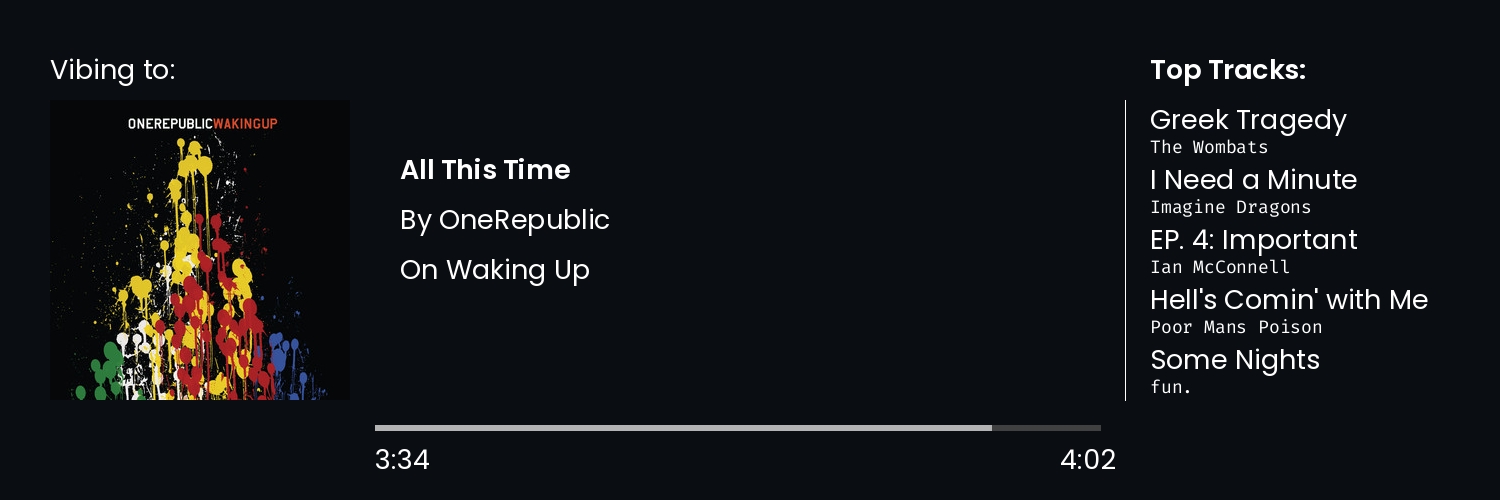 Vibing to:
ONEREPUBLICWAKINGUP
All This Time
By OneRepublic
On Waking Up
3:34
4:02
Top Tracks:
Greek Tragedy
The Wombats
I Need a Minute
Imagine Dragons
EP. 4: Important
Ian McConnell
Hell's Comin' with Me
Poor Mans Poison
Some Nights
fun.